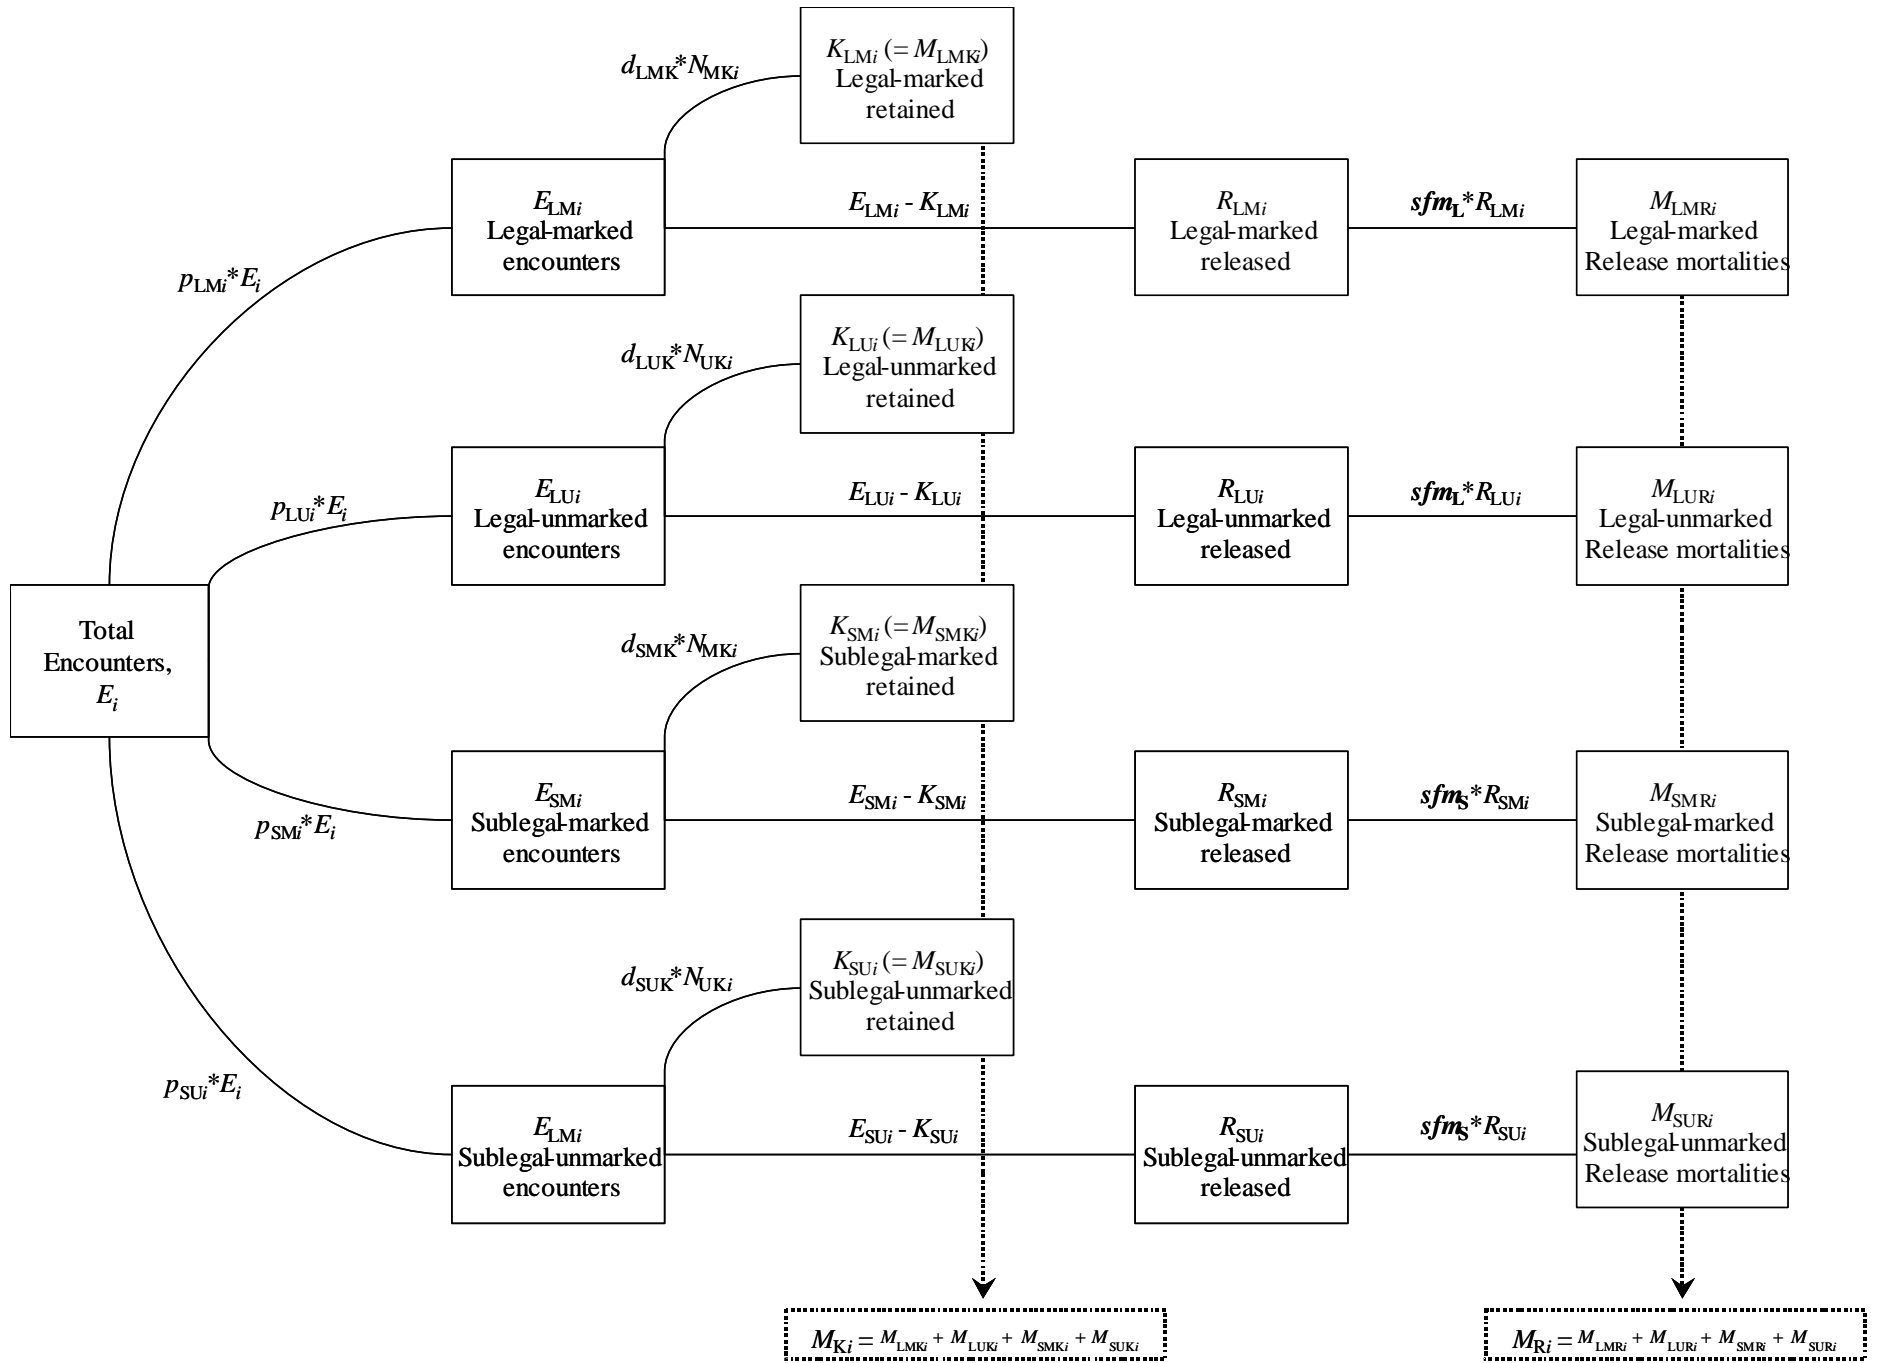 K_LMi (= M_LMKi)
Legal-marked
retained
d_LMK*N_MKi
E_LMi
Legal-marked
encounters
E_LMi - K_LMi
R_LMi
Legal-marked
released
sfm_L*R_LMi
M_LMRi
Legal-marked
Release mortalities
p_LMi*E_i
K_LUi (= M_LUKi)
Legal-unmarked
retained
d_LUK*N_UKi
p_LUi*E_i
E_LUi
Legal-unmarked
encounters
E_LUi - K_LUi
R_LUi
Legal-unmarked
released
sfm_L*R_LUi
M_LURi
Legal-unmarked
Release mortalities
Total
Encounters,
E_i
K_SMi (= M_SMKi)
Sublegal-marked
retained
d_SMK*N_MKi
p_SMi*E_i
E_SMi
Sublegal-marked
encounters
E_SMi - K_SMi
R_SMi
Sublegal-marked
released
sfm_S*R_SMi
M_SMRi
Sublegal-marked
Release mortalities
K_SUi (= M_SUKi)
Sublegal-unmarked
retained
d_SUK*N_UKi
p_SUi*E_i
E_LMi
Sublegal-unmarked
encounters
E_SUi - K_SUi
R_SUi
Sublegal-unmarked
released
sfm_S*R_SUi
M_SURi
Sublegal-unmarked
Release mortalities
M_Ki = M_LMKi + M_LUKi + M_SMKi + M_SUKi
M_Ri = M_LMRi + M_LURi + M_SMRi + M_SURi